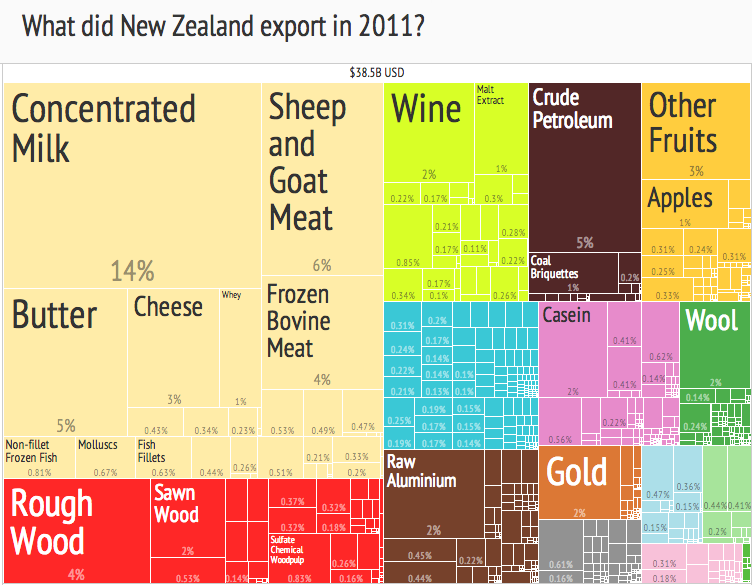 What did New Zealand export in 2011?
$38.5B USD
Concentrated
Milk
14%
Sheep
and
Goat
Meat
6%
Wine
2%
Malt
Extract
1%
0.22%
0.17%
0.3%
0.21%
0.28%
0.17%
0.11%
0.85%
0.22%
0.17%
0.34%
0.1%
0.26%
Crude
Petroleum
5%
Coal
Briquettes
1%
0.2%
Other
Fruits
3%
Apples
1%
0.31%
0.24%
0.31%
0.25%
0.33%
Butter
5%
Cheese
3%
Whey
1%
0.43%
0.34%
0.23%
Frozen
Bovine
Meat
4%
0.53%
0.49%
0.47%
Non-fillet
Frozen Fish
0.81%
Molluscs
0.67%
Fish
Fillets
0.63%
0.44%
0.26%
0.51%
0.21%
0.33%
0.2%
0.31%
0.2%
0.17%
0.24%
0.14%
0.22%
0.14%
0.1%
0.21%
0.13%
0.1%
0.25%
0.19%
0.15%
0.17%
0.15%
0.19%
0.17%
0.14%
Casein
2%
0.41%
0.62%
0.41%
0.14%
0.22%
0.56%
Wool
2%
0.14%
0.24%
Rough
Wood
4%
Sawn
Wood
2%
0.53%
0.14%
0.37%
0.32%
0.32%
0.18%
Sulfate
Chemical
Woodpulp
0.83%
0.26%
0.16%
Raw
Aluminium
2%
0.45%
0.22%
0.44%
Gold
2%
0.61%
0.16%
0.47%
0.36%
0.15%
0.15%
0.44%
0.41%
0.2%
0.31%
0.18%